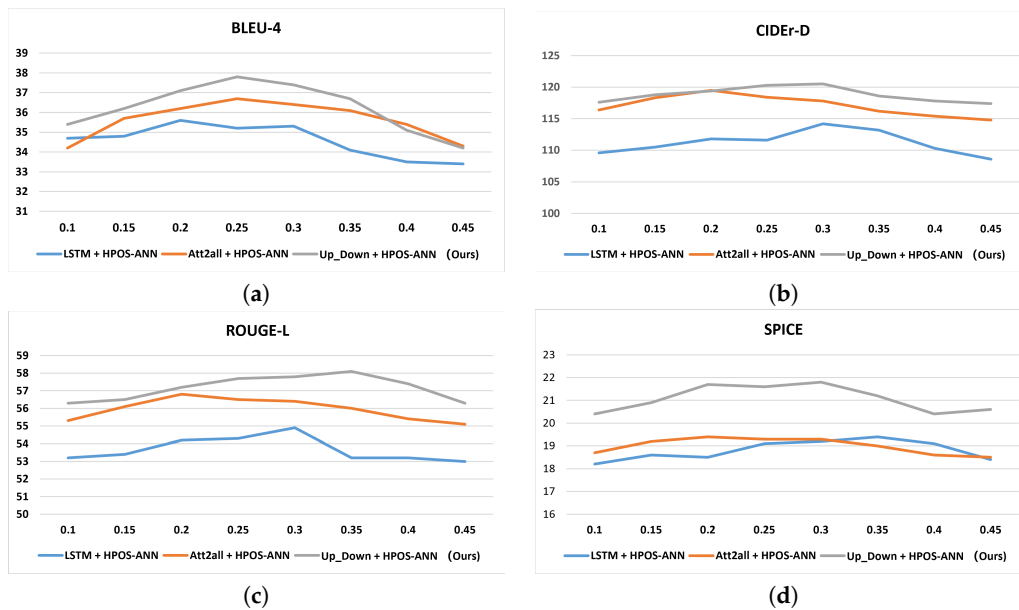 BLEU-4
39
38
37
36
35
34
33
32
31
0.1 0.15 0.2 0.25 0.3 0.35 0.4 0.45
LSTM + HPOS-ANN Att2all + HPOS-ANN Up_Down + HPOS-ANN (Ours)
(a)
CIDEr-D
125
120
115
110
105
100
0.1 0.15 0.2 0.25 0.3 0.35 0.4 0.45
LSTM + HPOS-ANN Att2all + HPOS-ANN Up_Down + HPOS-ANN (Ours)
(b)
ROUGE-L
59
58
57
56
55
54
53
52
51
50
0.1 0.15 0.2 0.25 0.3 0.35 0.4 0.45
LSTM + HPOS-ANN Att2all + HPOS-ANN Up_Down + HPOS-ANN (Ours)
(c)
SPICE
23
22
21
20
19
18
17
16
0.1 0.15 0.2 0.25 0.3 0.35 0.4 0.45
LSTM + HPOS-ANN Att2all + HPOS-ANN Up_Down + HPOS-ANN (Ours)
(d)